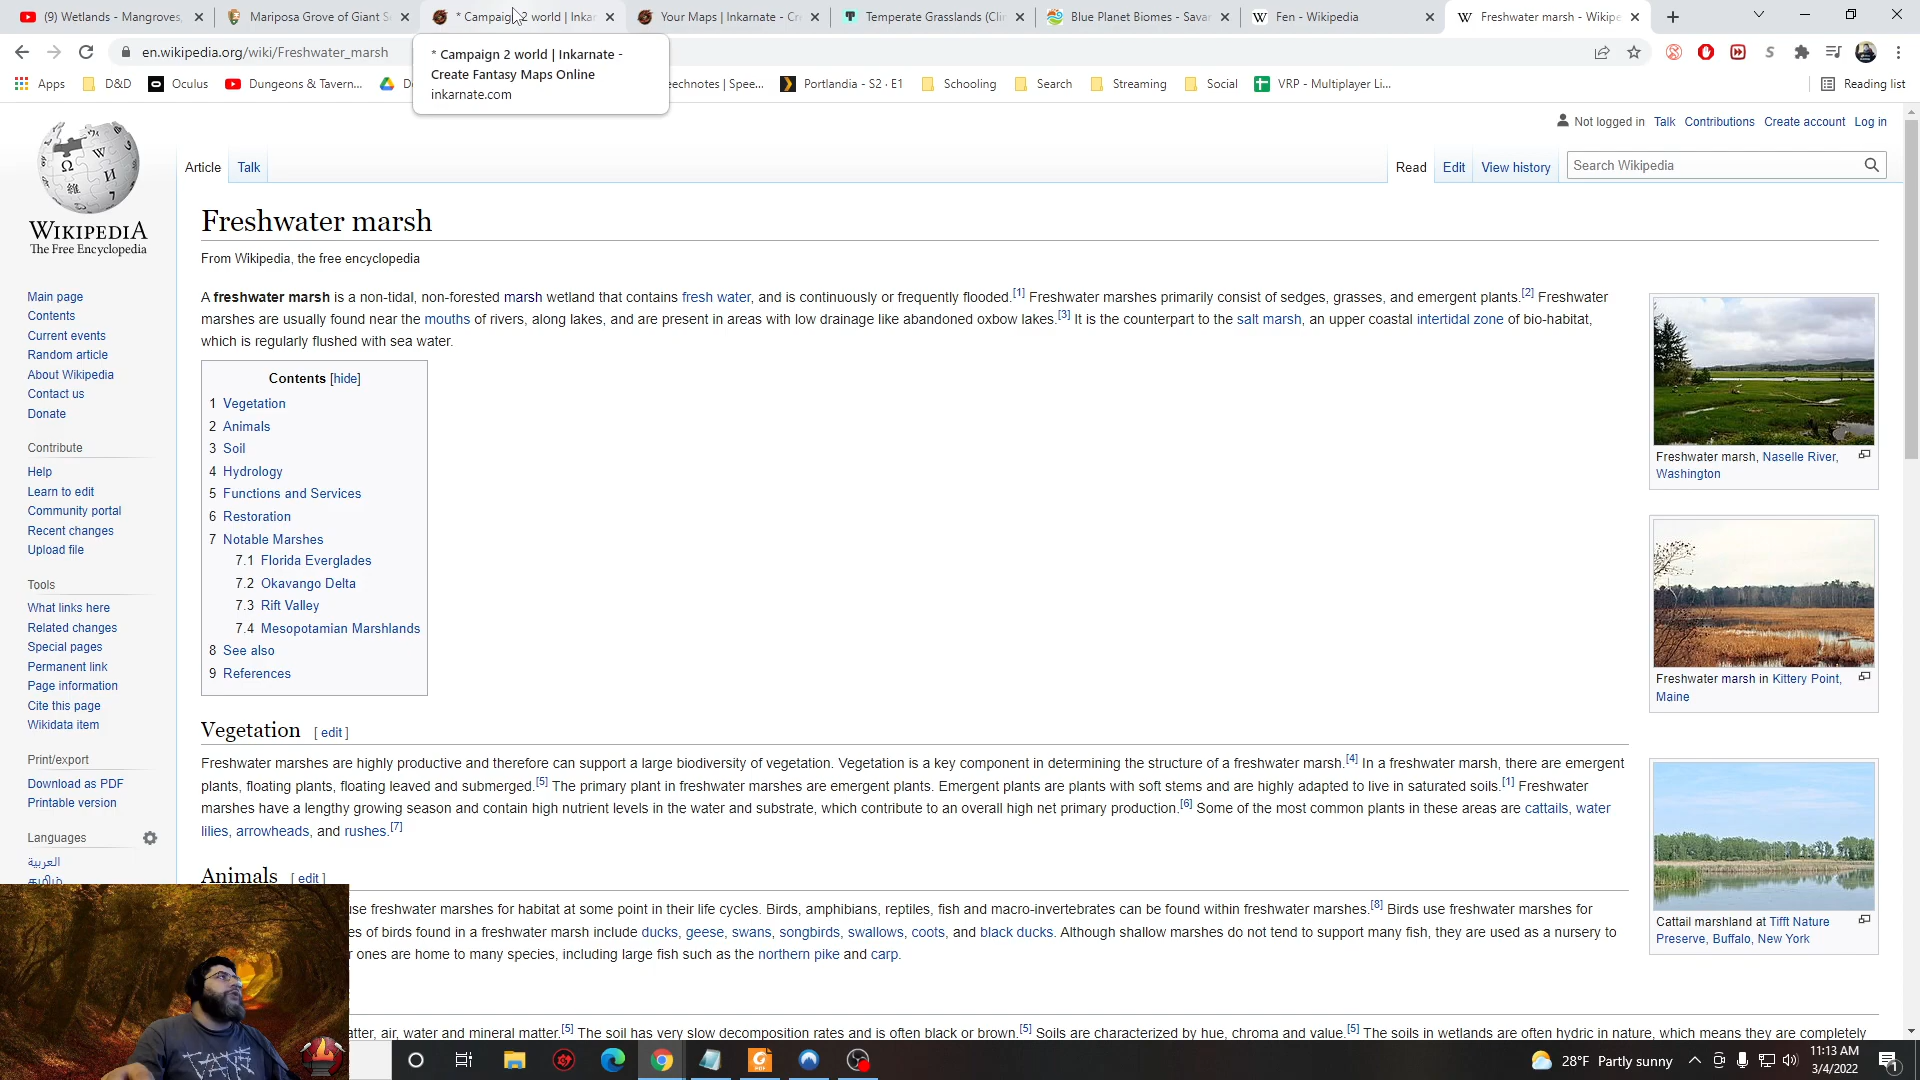 (9) Wetlands - Mangroves,
Mariposa Grove of Giant S
* Campaig 2 world | Inkar
Your Maps | Inkarnate - Cr
Temperate Grasslands (Clin
Blue Planet Biomes - Savan
Fen - Wikipedia
Freshwater marsh - Wikipe
en.wikipedia.org/wiki/Freshwater_marsh
* Campaign 2 world | Inkarnate -
Create Fantasy Maps Online
inkarnate.com
Apps
D&D
Oculus
Dungeons & Tavern...
eechnotes | Spee...
Portlandia - S2 · E1
Schooling
Search
Streaming
Social
VRP - Multiplayer Li...
Reading list
Not logged in Talk Contributions Create account Log in
Article Talk
Read Edit View history
Search Wikipedia
WIKIPEDIA
The Free Encyclopedia
Main page
Contents
Current events
Random article
About Wikipedia
Contact us
Donate
Contribute
Help
Learn to edit
Community portal
Recent changes
Upload file
Tools
What links here
Related changes
Special pages
Permanent link
Page information
Cite this page
Wikidata item
Print/export
Download as PDF
Printable version
Languages
العربية
தமிழ்
Freshwater marsh
From Wikipedia, the free encyclopedia
A freshwater marsh is a non-tidal, non-forested marsh wetland that contains fresh water, and is continuously or frequently flooded.[1] Freshwater marshes primarily consist of sedges, grasses, and emergent plants.[2] Freshwater
marshes are usually found near the mouths of rivers, along lakes, and are present in areas with low drainage like abandoned oxbow lakes.[3] It is the counterpart to the salt marsh, an upper coastal intertidal zone of bio-habitat,
which is regularly flushed with sea water.
Contents [hide]
1 Vegetation
2 Animals
3 Soil
4 Hydrology
5 Functions and Services
6 Restoration
7 Notable Marshes
7.1 Florida Everglades
7.2 Okavango Delta
7.3 Rift Valley
7.4 Mesopotamian Marshlands
8 See also
9 References
Freshwater marsh, Naselle River,
Washington
Freshwater marsh in Kittery Point,
Maine
Cattail marshland at Tifft Nature
Preserve, Buffalo, New York
Vegetation [ edit ]
Freshwater marshes are highly productive and therefore can support a large biodiversity of vegetation. Vegetation is a key component in determining the structure of a freshwater marsh.[4] In a freshwater marsh, there are emergent
plants, floating plants, floating leaved and submerged.[5] The primary plant in freshwater marshes are emergent plants. Emergent plants are plants with soft stems and are highly adapted to live in saturated soils.[1] Freshwater
marshes have a lengthy growing season and contain high nutrient levels in the water and substrate, which contribute to an overall high net primary production.[6] Some of the most common plants in these areas are cattails, water
lilies, arrowheads, and rushes.[7]
Animals [ edit ]
use freshwater marshes for habitat at some point in their life cycles. Birds, amphibians, reptiles, fish and macro-invertebrates can be found within freshwater marshes.[8] Birds use freshwater marshes for
es of birds found in a freshwater marsh include ducks, geese, swans, songbirds, swallows, coots, and black ducks. Although shallow marshes do not tend to support many fish, they are used as a nursery to
r ones are home to many species, including large fish such as the northern pike and carp.
atter, air, water and mineral matter.[5] The soil has very slow decomposition rates and is often black or brown.[5] Soils are characterized by hue, chroma and value.[5] The soils in wetlands are often hydric in nature, which means they are completely
28°F Partly sunny
11:13 AM
3/4/2022
1